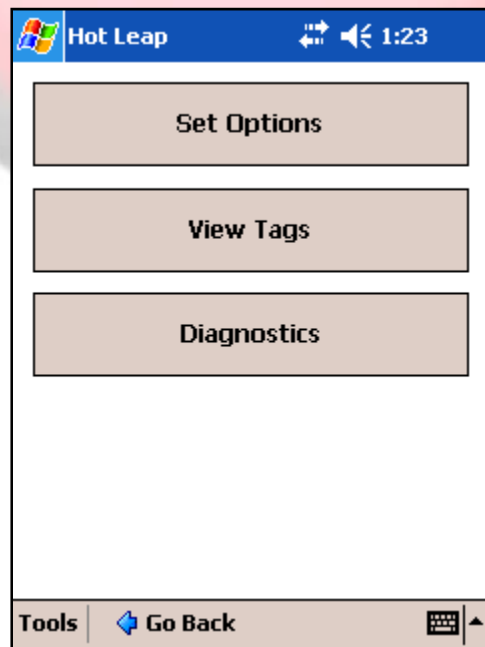 Hot Leap 1:23
Set Options
View Tags
Diagnostics
Tools Go Back